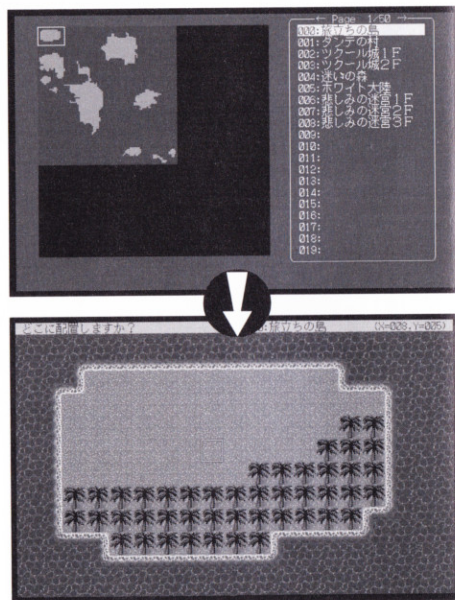 ← Page 1/50 →
000:旅立ちの島
001:ダンテの村
002:ツクール城1F
003:ツクール城2F
004:迷いの森
005:ホワイト大陸
006:悲しみの迷宮1F
007:悲しみの迷宮2F
008:悲しみの迷宮3F
009:
010:
011:
012:
013:
014:
015:
016:
017:
018:
019:
どこに配置しますか?
:旅立ちの島
(X=008,Y=005)